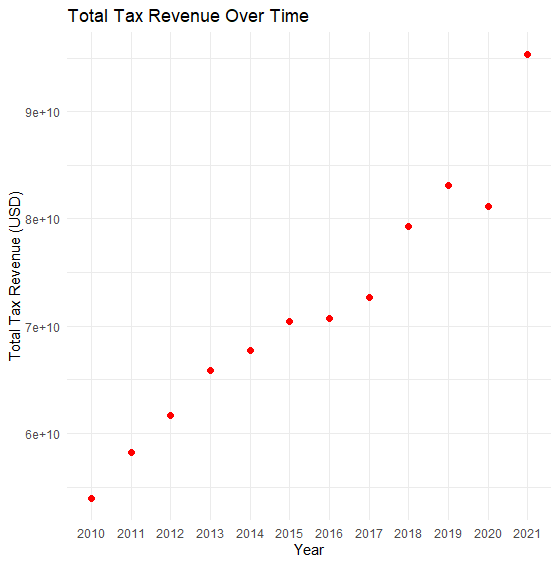 Total Tax Revenue Over Time
Total Tax Revenue (USD)
9e+10
8e+10
7e+10
6e+10
2010 2011 2012 2013 2014 2015 2016 2017 2018 2019 2020 2021
Year